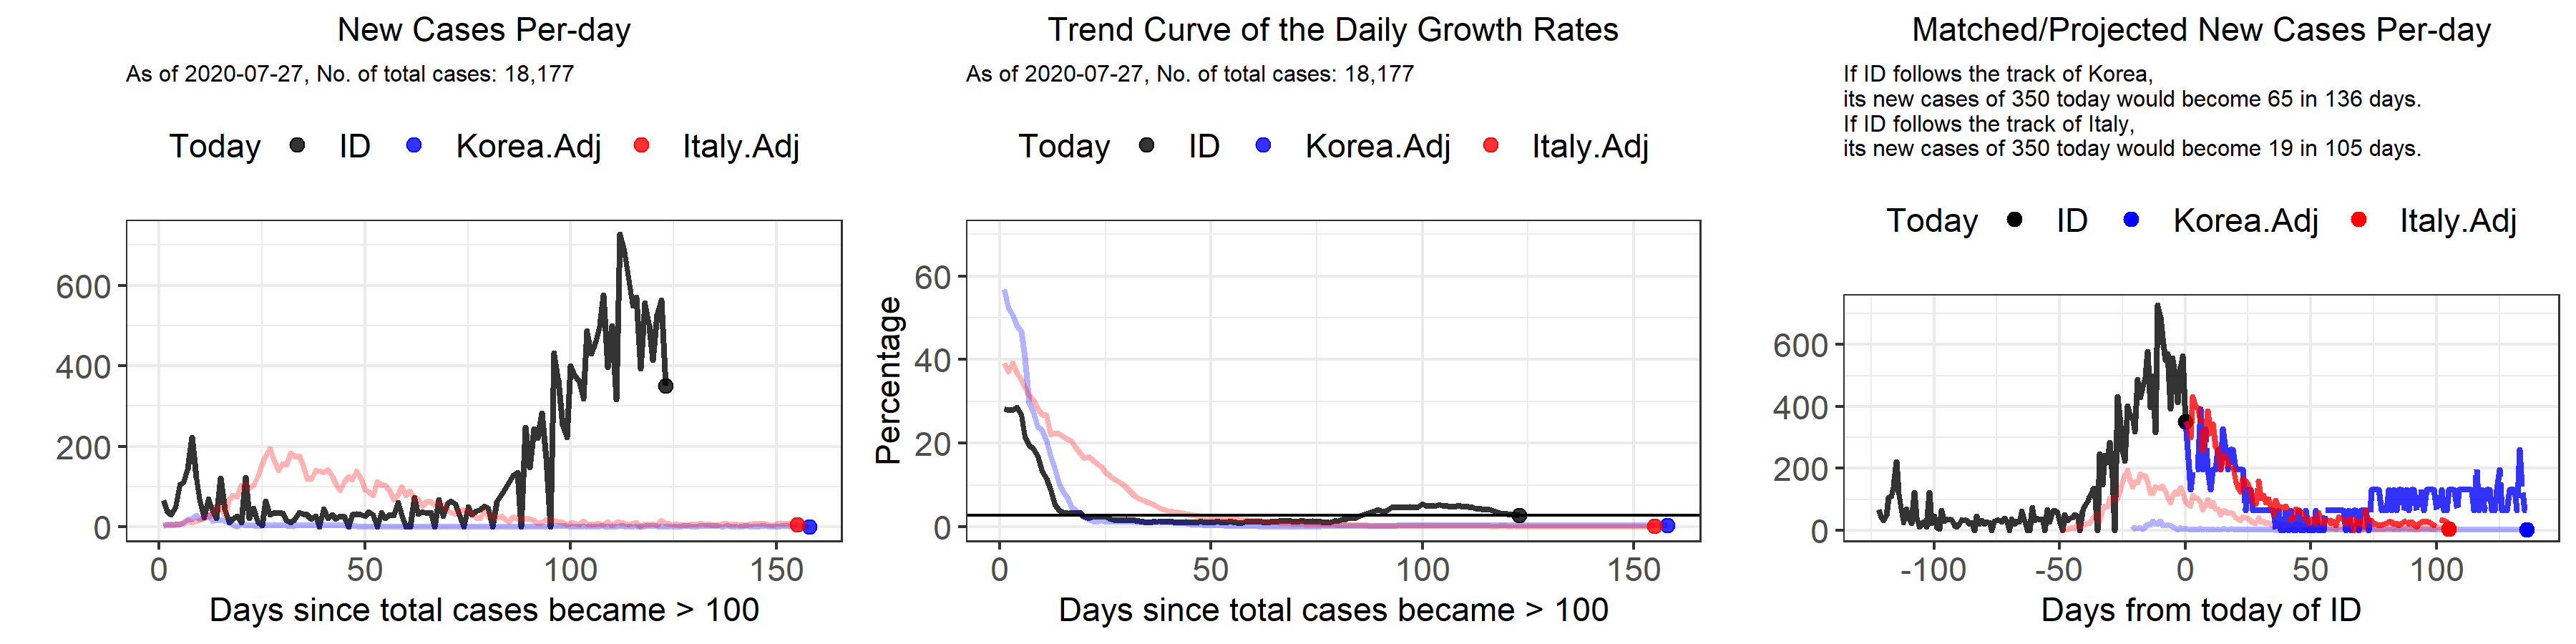 New Cases Per-day
As of 2020-07-27, No. of total cases: 18,177
Today ID Korea.Adj Italy.Adj
600
400
200
0
0 50 100 150
Days since total cases became > 100
Trend Curve of the Daily Growth Rates
As of 2020-07-27, No. of total cases: 18,177
Today ID Korea.Adj Italy.Adj
Percentage
60
40
20
0
0 50 100 150
Days since total cases became > 100
Matched/Projected New Cases Per-day
If ID follows the track of Korea,
its new cases of 350 today would become 65 in 136 days.
If ID follows the track of Italy,
its new cases of 350 today would become 19 in 105 days.
Today ID Korea.Adj Italy.Adj
600
400
200
0
-100 -50 0 50 100
Days from today of ID